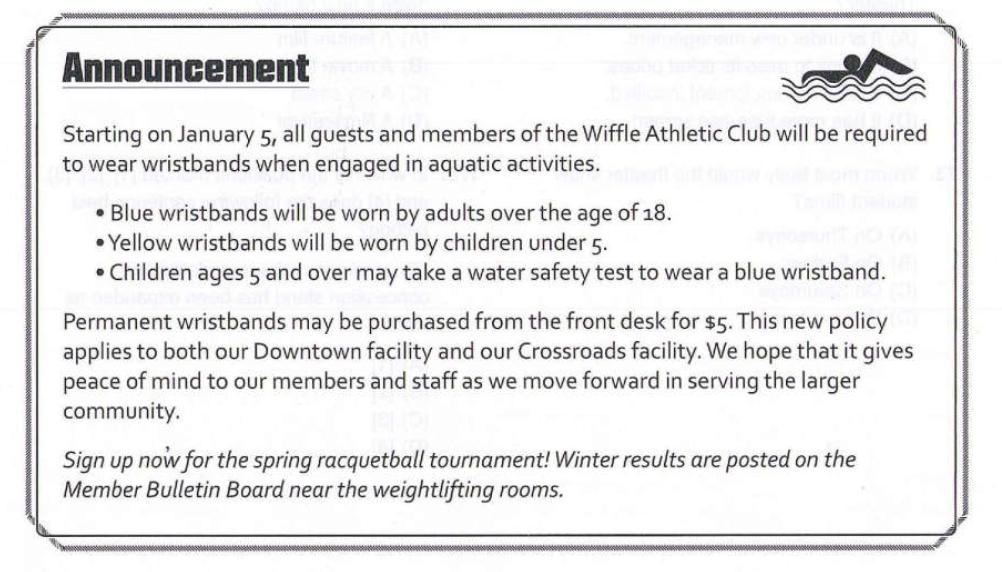 Announcement
Starting on January 5, all guests and members of the Wiffle Athletic Club will be required
to wear wristbands when engaged in aquatic activities.
• Blue wristbands will be worn by adults over the age of 18.
• Yellow wristbands will be worn by children under 5.
• Children ages 5 and over may take a water safety test to wear a blue wristband.
Permanent wristbands may be purchased from the front desk for $5. This new policy
applies to both our Downtown facility and our Crossroads facility. We hope that it gives
peace of mind to our members and staff as we move forward in serving the larger
community.
Sign up now for the spring racquetball tournament! Winter results are posted on the
Member Bulletin Board near the weightlifting rooms.